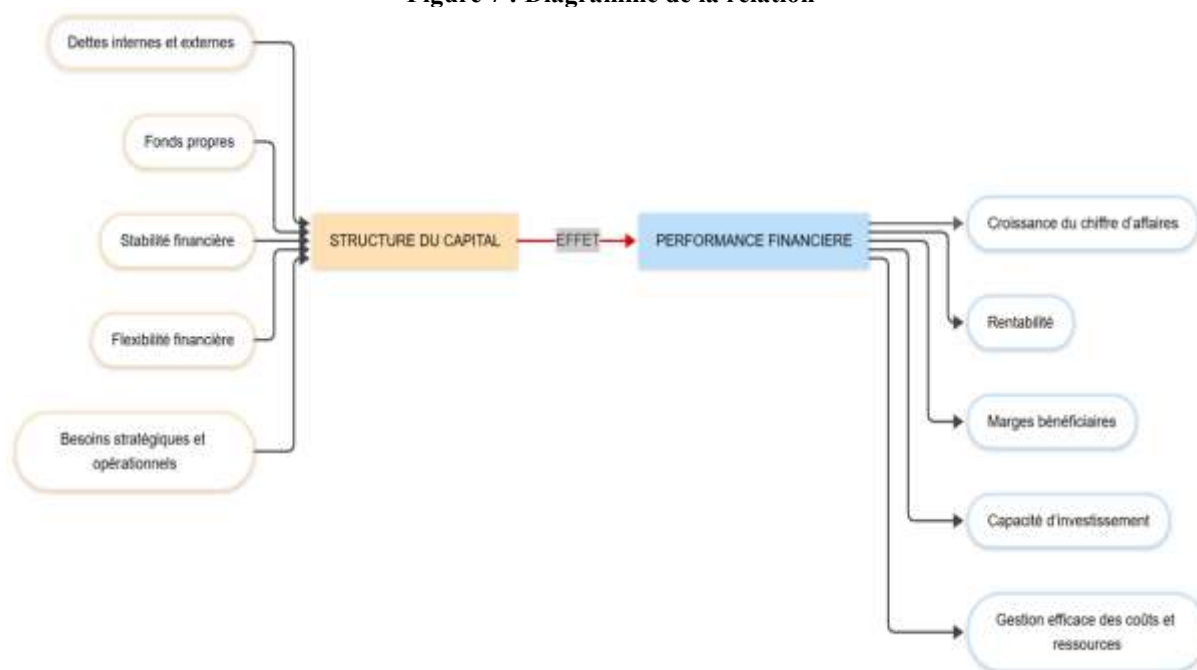 Figure 7 : Diagramme de la relation
Dettes internes et externes
Fonds propres
Stabilité financière
Flexibilité financière
Besoins stratégiques et
opérationnels
STRUCTURE DU CAPITAL
EFFET
PERFORMANCE FINANCIERE
Croissance du chiffre d'affaires
Rentabilité
Marges bénéficiaires
Capacité d'investissement
Gestion efficace des coûts et
ressources